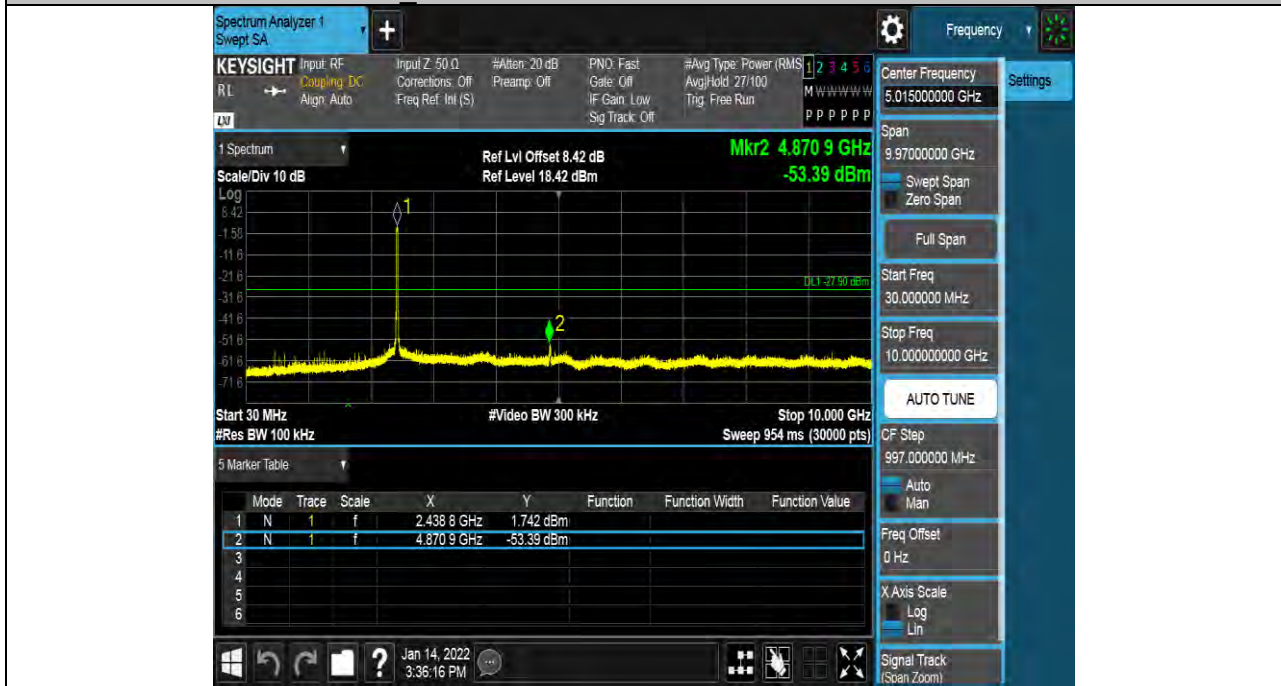 Spectrum Analyzer 1
Swept SA
+
Frequency
KEYSIGHT
Input: RF
Coupling: DC
Align: Auto
RL
LXI
Input Z: 50 Ω
Corrections: Off
Freq Ref: Int (S)
#Atten: 20 dB
Preamp: Off
PNO: Fast
Gate: Off
IF Gain: Low
Sig Track: Off
#Avg Type: Power (RMS
Avg|Hold: 27/100
Trig: Free Run
1 2 3 4 5 6
M W W W W W
P P P P P P
1 Spectrum
Scale/Div 10 dB
Ref Lvl Offset 8.42 dB
Ref Level 18.42 dBm
Mkr2 4.870 9 GHz
-53.39 dBm
Log
8.42
-1.58
-11.6
-21.6
-31.6
-41.6
-51.6
-61.6
-71.6
1
2
DL1 -27.90 dBm
Start 30 MHz
#Video BW 300 kHz
Stop 10.000 GHz
#Res BW 100 kHz
Sweep 954 ms (30000 pts)
5 Marker Table
Mode Trace Scale X Y Function Function Width Function Value
1 N 1 f 2.438 8 GHz 1.742 dBm
2 N 1 f 4.870 9 GHz -53.39 dBm
3
4
5
6
?
Jan 14, 2022
3:36:16 PM
Center Frequency
5.015000000 GHz
Settings
Span
9.97000000 GHz
Swept Span
Zero Span
Full Span
Start Freq
30.000000 MHz
Stop Freq
10.000000000 GHz
AUTO TUNE
CF Step
997.000000 MHz
Auto
Man
Freq Offset
0 Hz
X Axis Scale
Log
Lin
Signal Track
(Span Zoom)